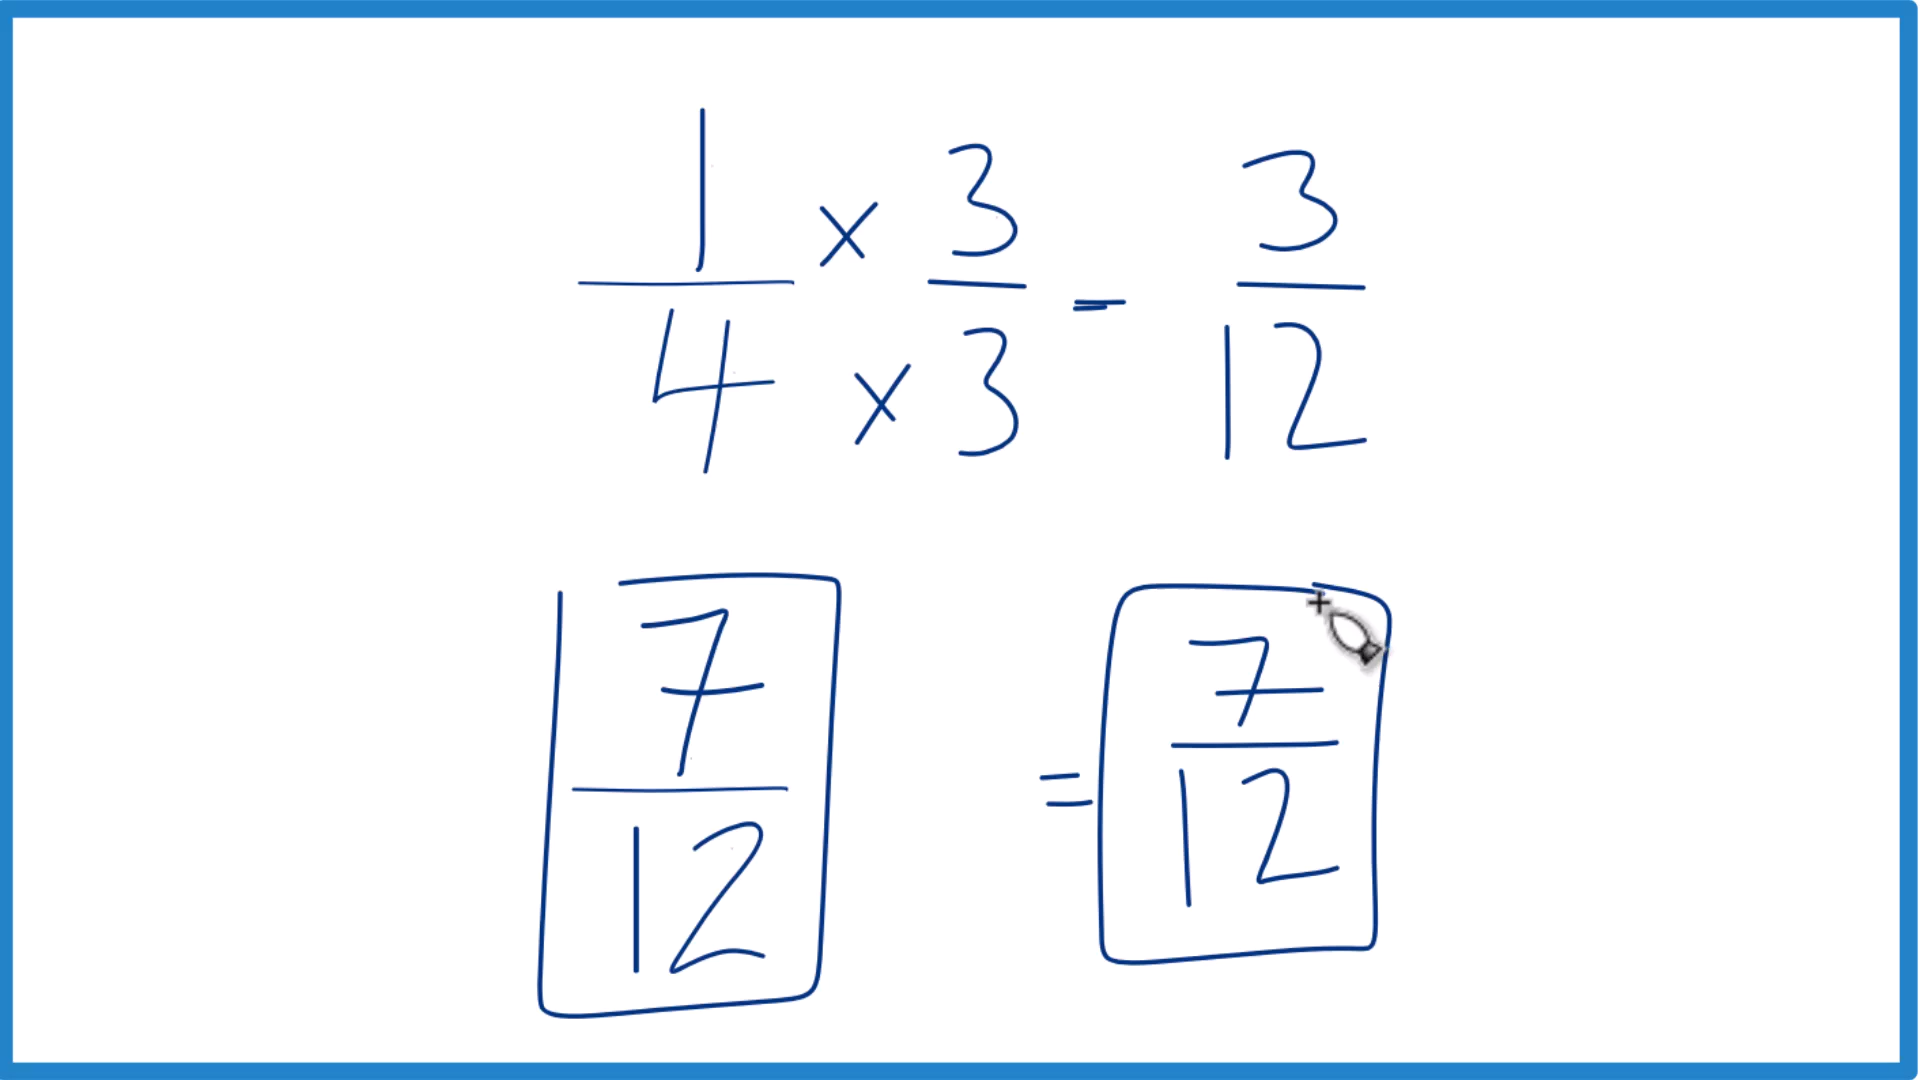 1/4 × 3/3 = 3/12
7/12 = 7/12